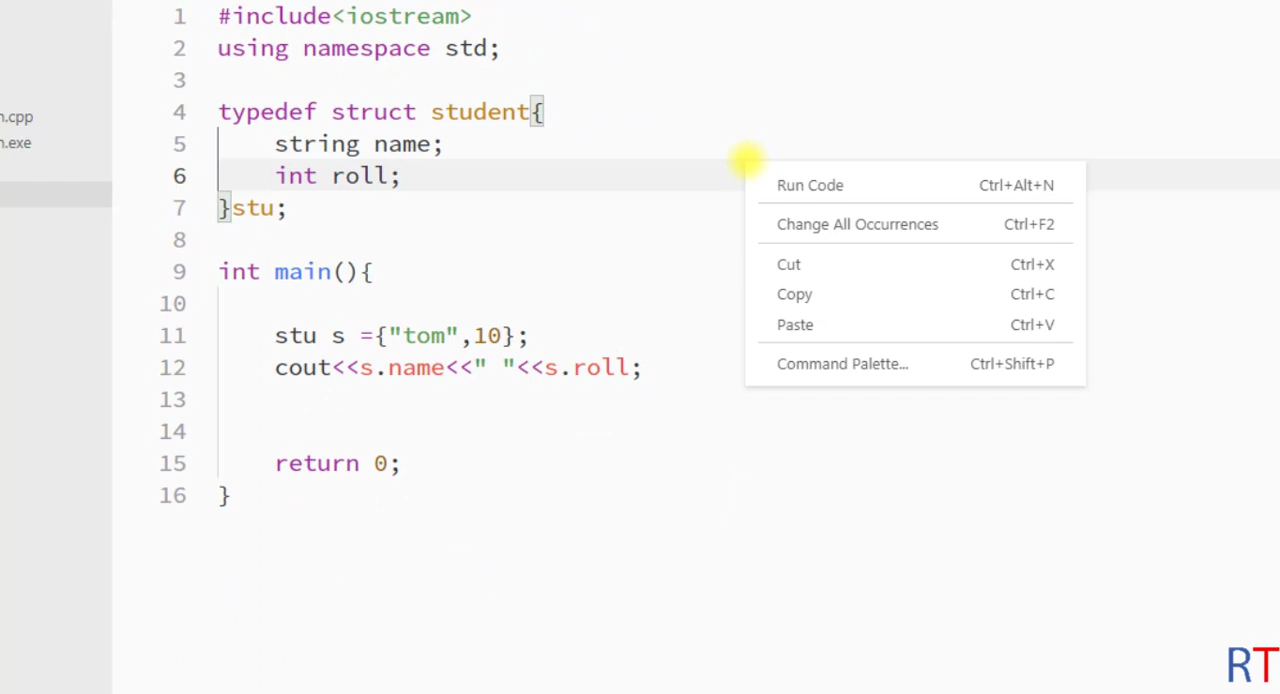 1 #include<iostream>
2 using namespace std;
3
4 typedef struct student{
n.cpp
5 string name;
n.exe
6 int roll;
7 }stu;
8
9 int main(){
10
11 stu s ={"tom",10};
12 cout<<s.name<<" "<<s.roll;
13
14
15 return 0;
16 }
Run Code Ctrl+Alt+N
Change All Occurrences Ctrl+F2
Cut Ctrl+X
Copy Ctrl+C
Paste Ctrl+V
Command Palette... Ctrl+Shift+P
RT